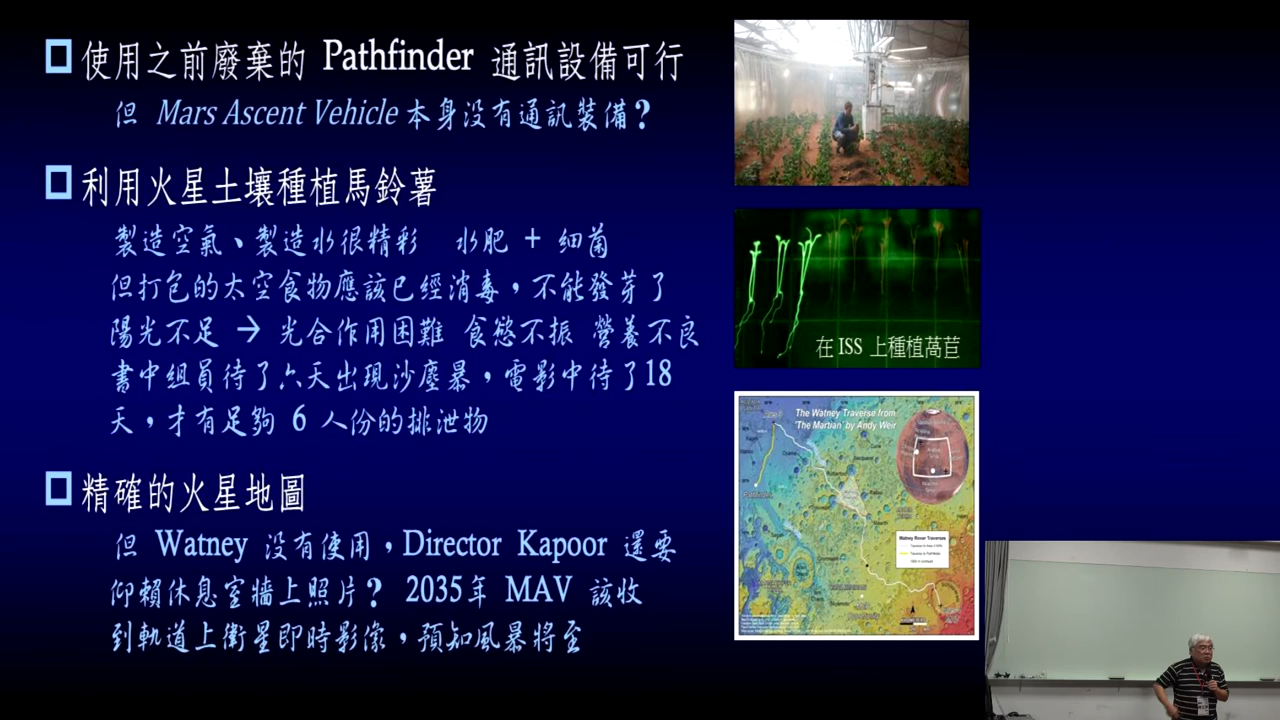 使用之前廢棄的 Pathfinder 通訊設備可行
但 Mars Ascent Vehicle 本身没有通訊裝備?
利用火星土壤種植馬鈴薯
製造空氣、製造水很精彩 水肥 + 細菌
但打包的太空食物應該已經消毒,不能發芽了
陽光不足 → 光合作用困難 食慾不振 營養不良
書中組員待了六天出現沙塵暴,電影中待了18
天,才有足夠 6 人份的排泄物
精確的火星地圖
但 Watney 没有使用,Director Kapoor 還要
仰賴休息室牆上照片? 2035年 MAV 該收
到軌道上衛星即時影像,預知風暴將至
在 ISS 上種植萵苣
The Watney Traverse from
"The Martian" by Andy Weir
Watney Rover Traverses